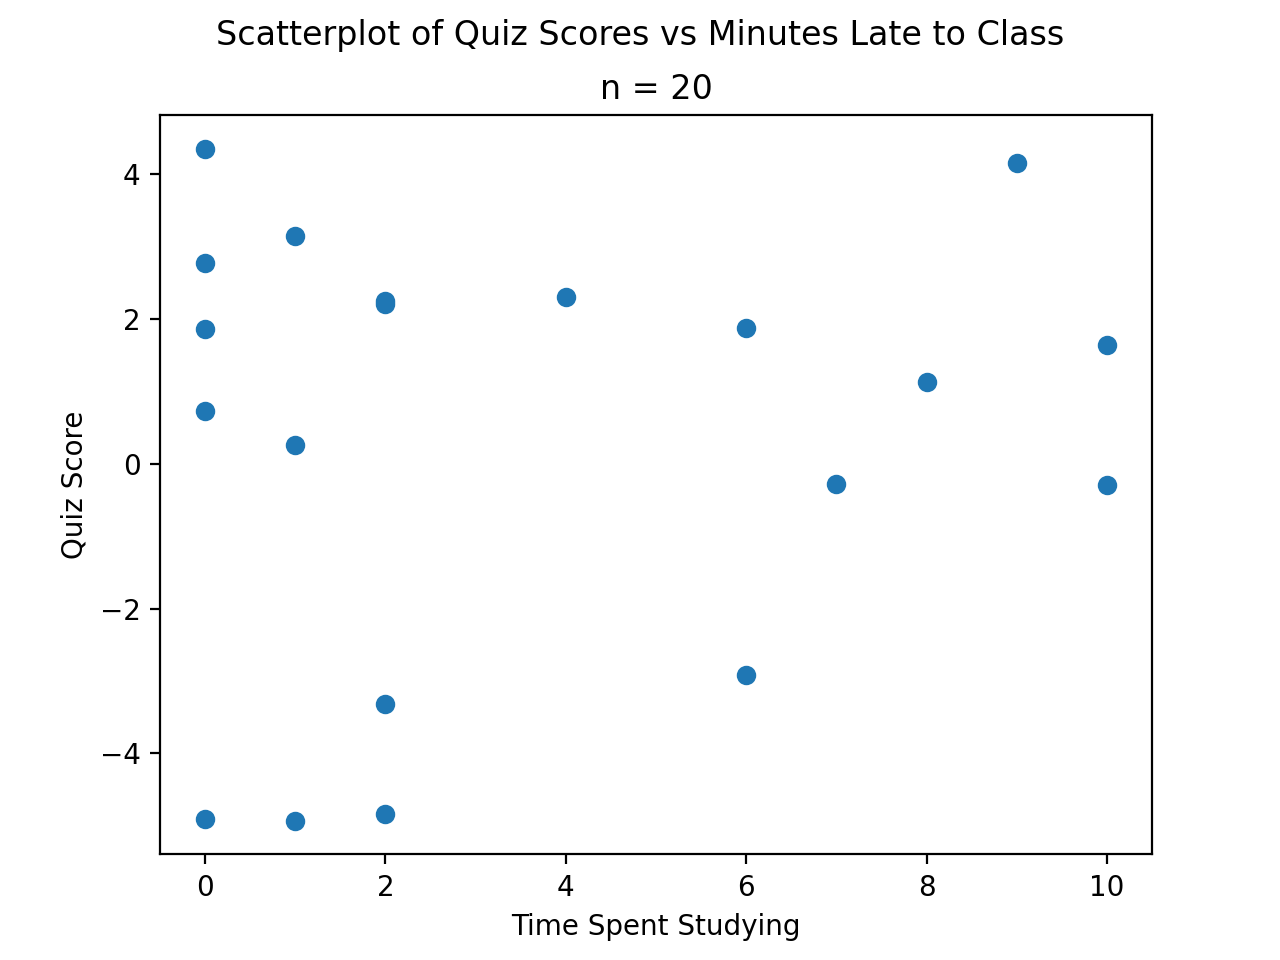 Scatterplot of Quiz Scores vs Minutes Late to Class
n = 20
4
2
0
−2
−4
Quiz Score
0 2 4 6 8 10
Time Spent Studying